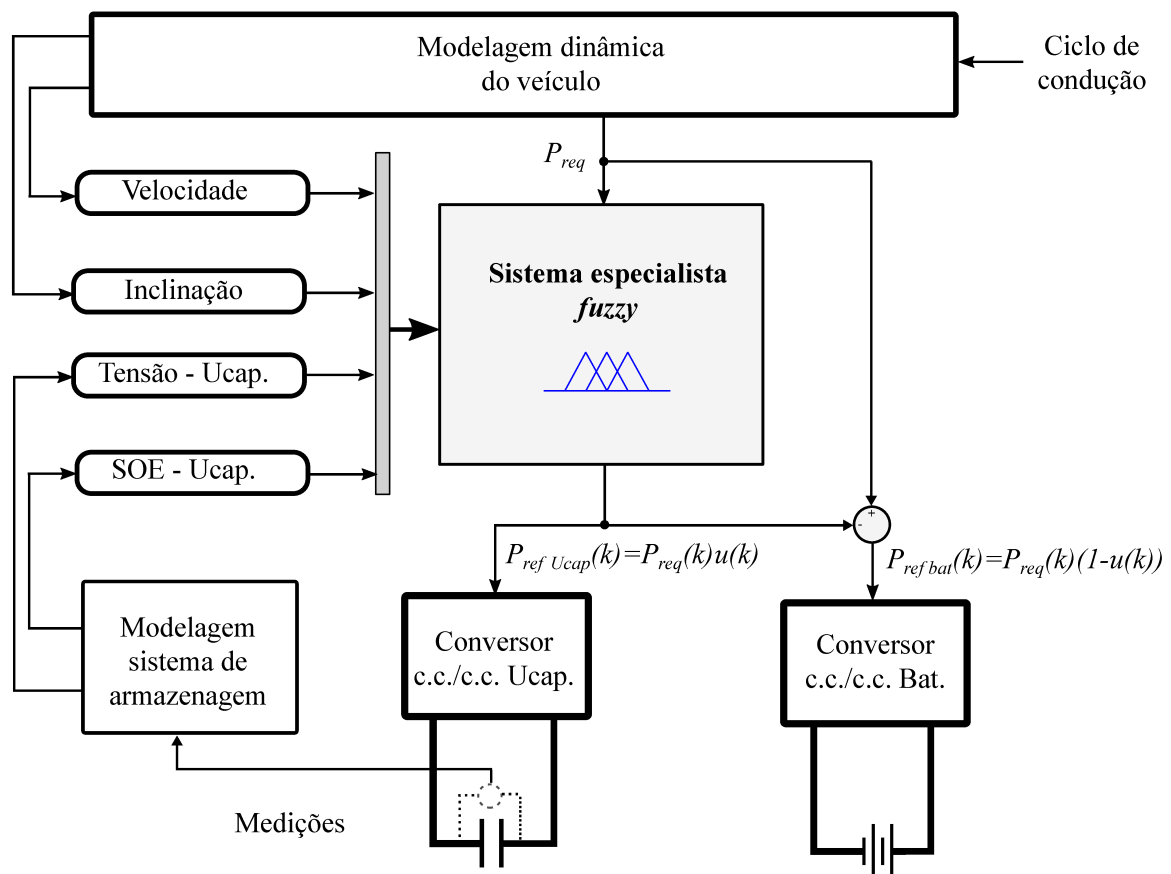 Modelagem dinâmica
do veículo
Ciclo de
condução
P_req
Velocidade
Inclinação
Tensão - Ucap.
SOE - Ucap.
Sistema especialista
fuzzy
+
-
P_ref Ucap(k)=P_req(k)u(k)
P_ref bat(k)=P_req(k)(1-u(k))
Modelagem
sistema de
armazenagem
Conversor
c.c./c.c. Ucap.
Conversor
c.c./c.c. Bat.
Medições